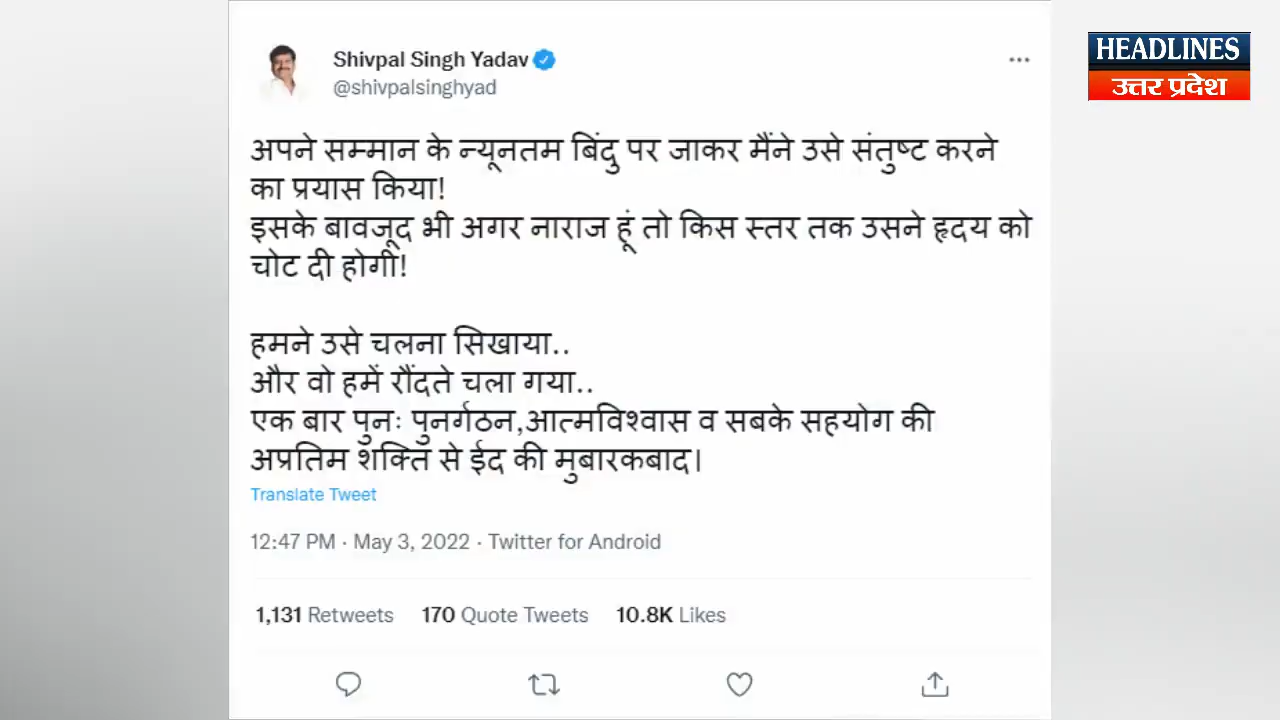 Shivpal Singh Yadav
@shivpalsinghyad
HEADLINES
उत्तर प्रदेश
अपने सम्मान के न्यूनतम बिंदु पर जाकर मैंने उसे संतुष्ट करने
का प्रयास किया!
इसके बावजूद भी अगर नाराज हूं तो किस स्तर तक उसने हृदय को
चोट दी होगी!
हमने उसे चलना सिखाया..
और वो हमें रौंदते चला गया..
एक बार पुनः पुनर्गठन,आत्मविश्वास व सबके सहयोग की
अप्रतिम शक्ति से ईद की मुबारकबाद।
Translate Tweet
12:47 PM · May 3, 2022 · Twitter for Android
1,131 Retweets 170 Quote Tweets 10.8K Likes